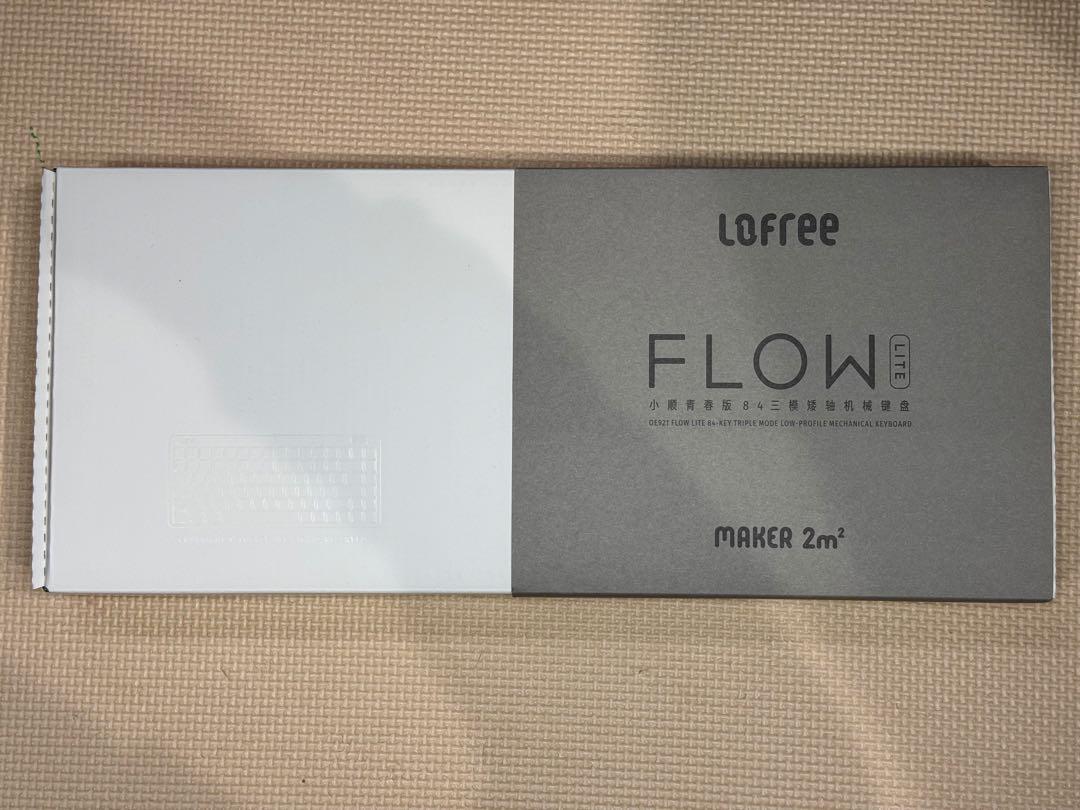 LOFREE
FLOW LITE
小顺青春版84三模矮轴机械键盘
OE921 FLOW LITE 84-KEY TRIPLE MODE LOW-PROFILE MECHANICAL KEYBOARD
MAKER 2m²